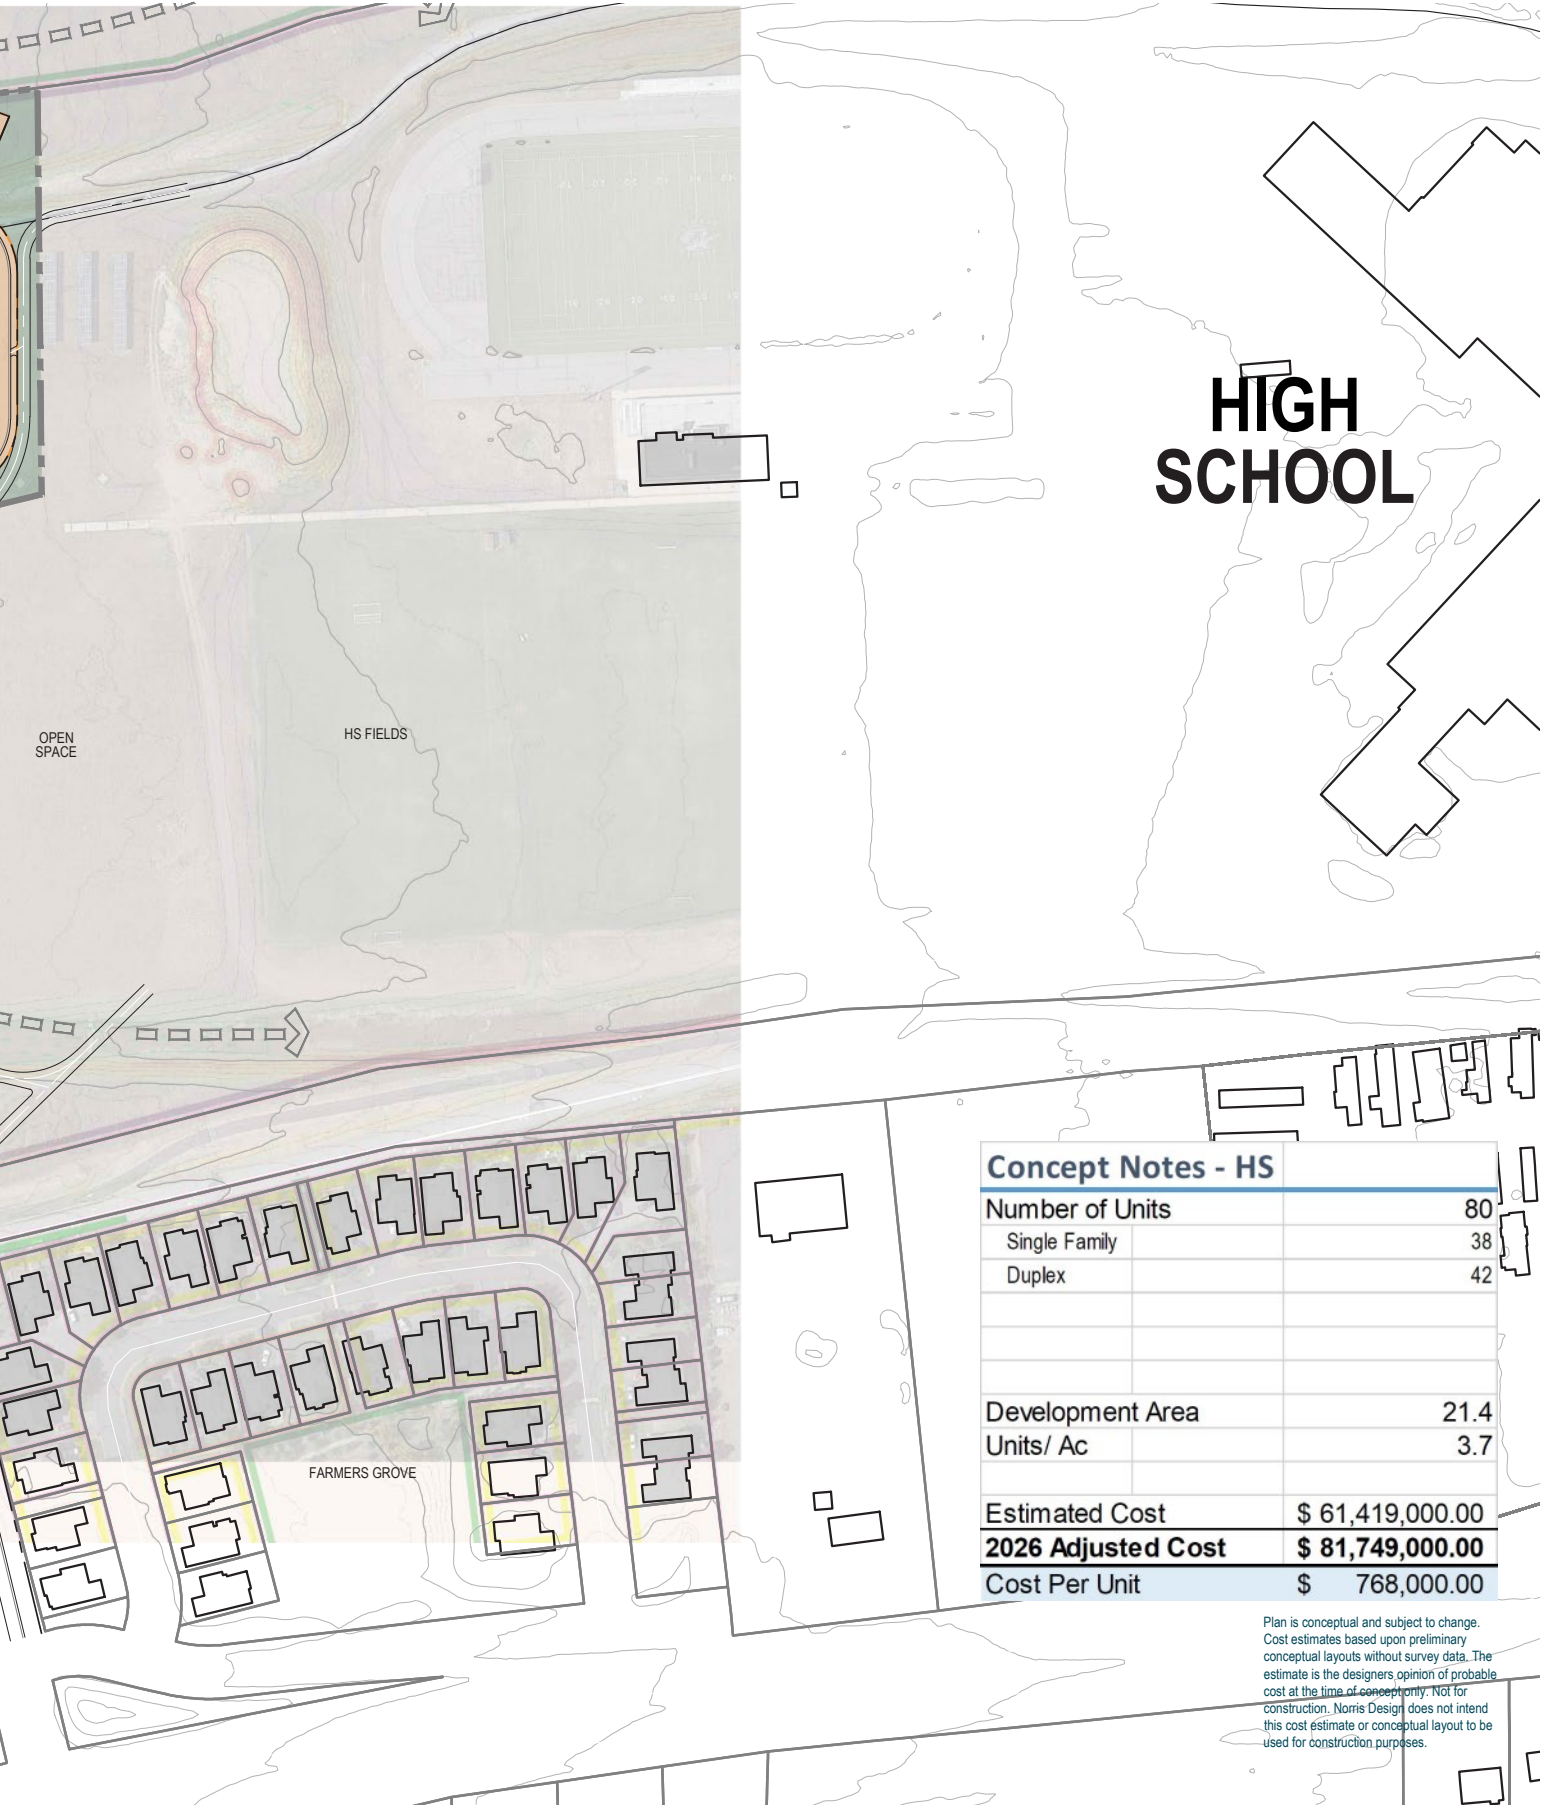 HIGH
SCHOOL
OPEN
SPACE
HS FIELDS
FARMERS GROVE
Concept Notes - HS
Number of Units 80
Single Family 38
Duplex 42
Development Area 21.4
Units/ Ac 3.7
Estimated Cost $ 61,419,000.00
2026 Adjusted Cost $ 81,749,000.00
Cost Per Unit $ 768,000.00
Plan is conceptual and subject to change.
Cost estimates based upon preliminary
conceptual layouts without survey data. The
estimate is the designers opinion of probable
cost at the time of concept only. Not for
construction. Norris Design does not intend
this cost estimate or conceptual layout to be
used for construction purposes.